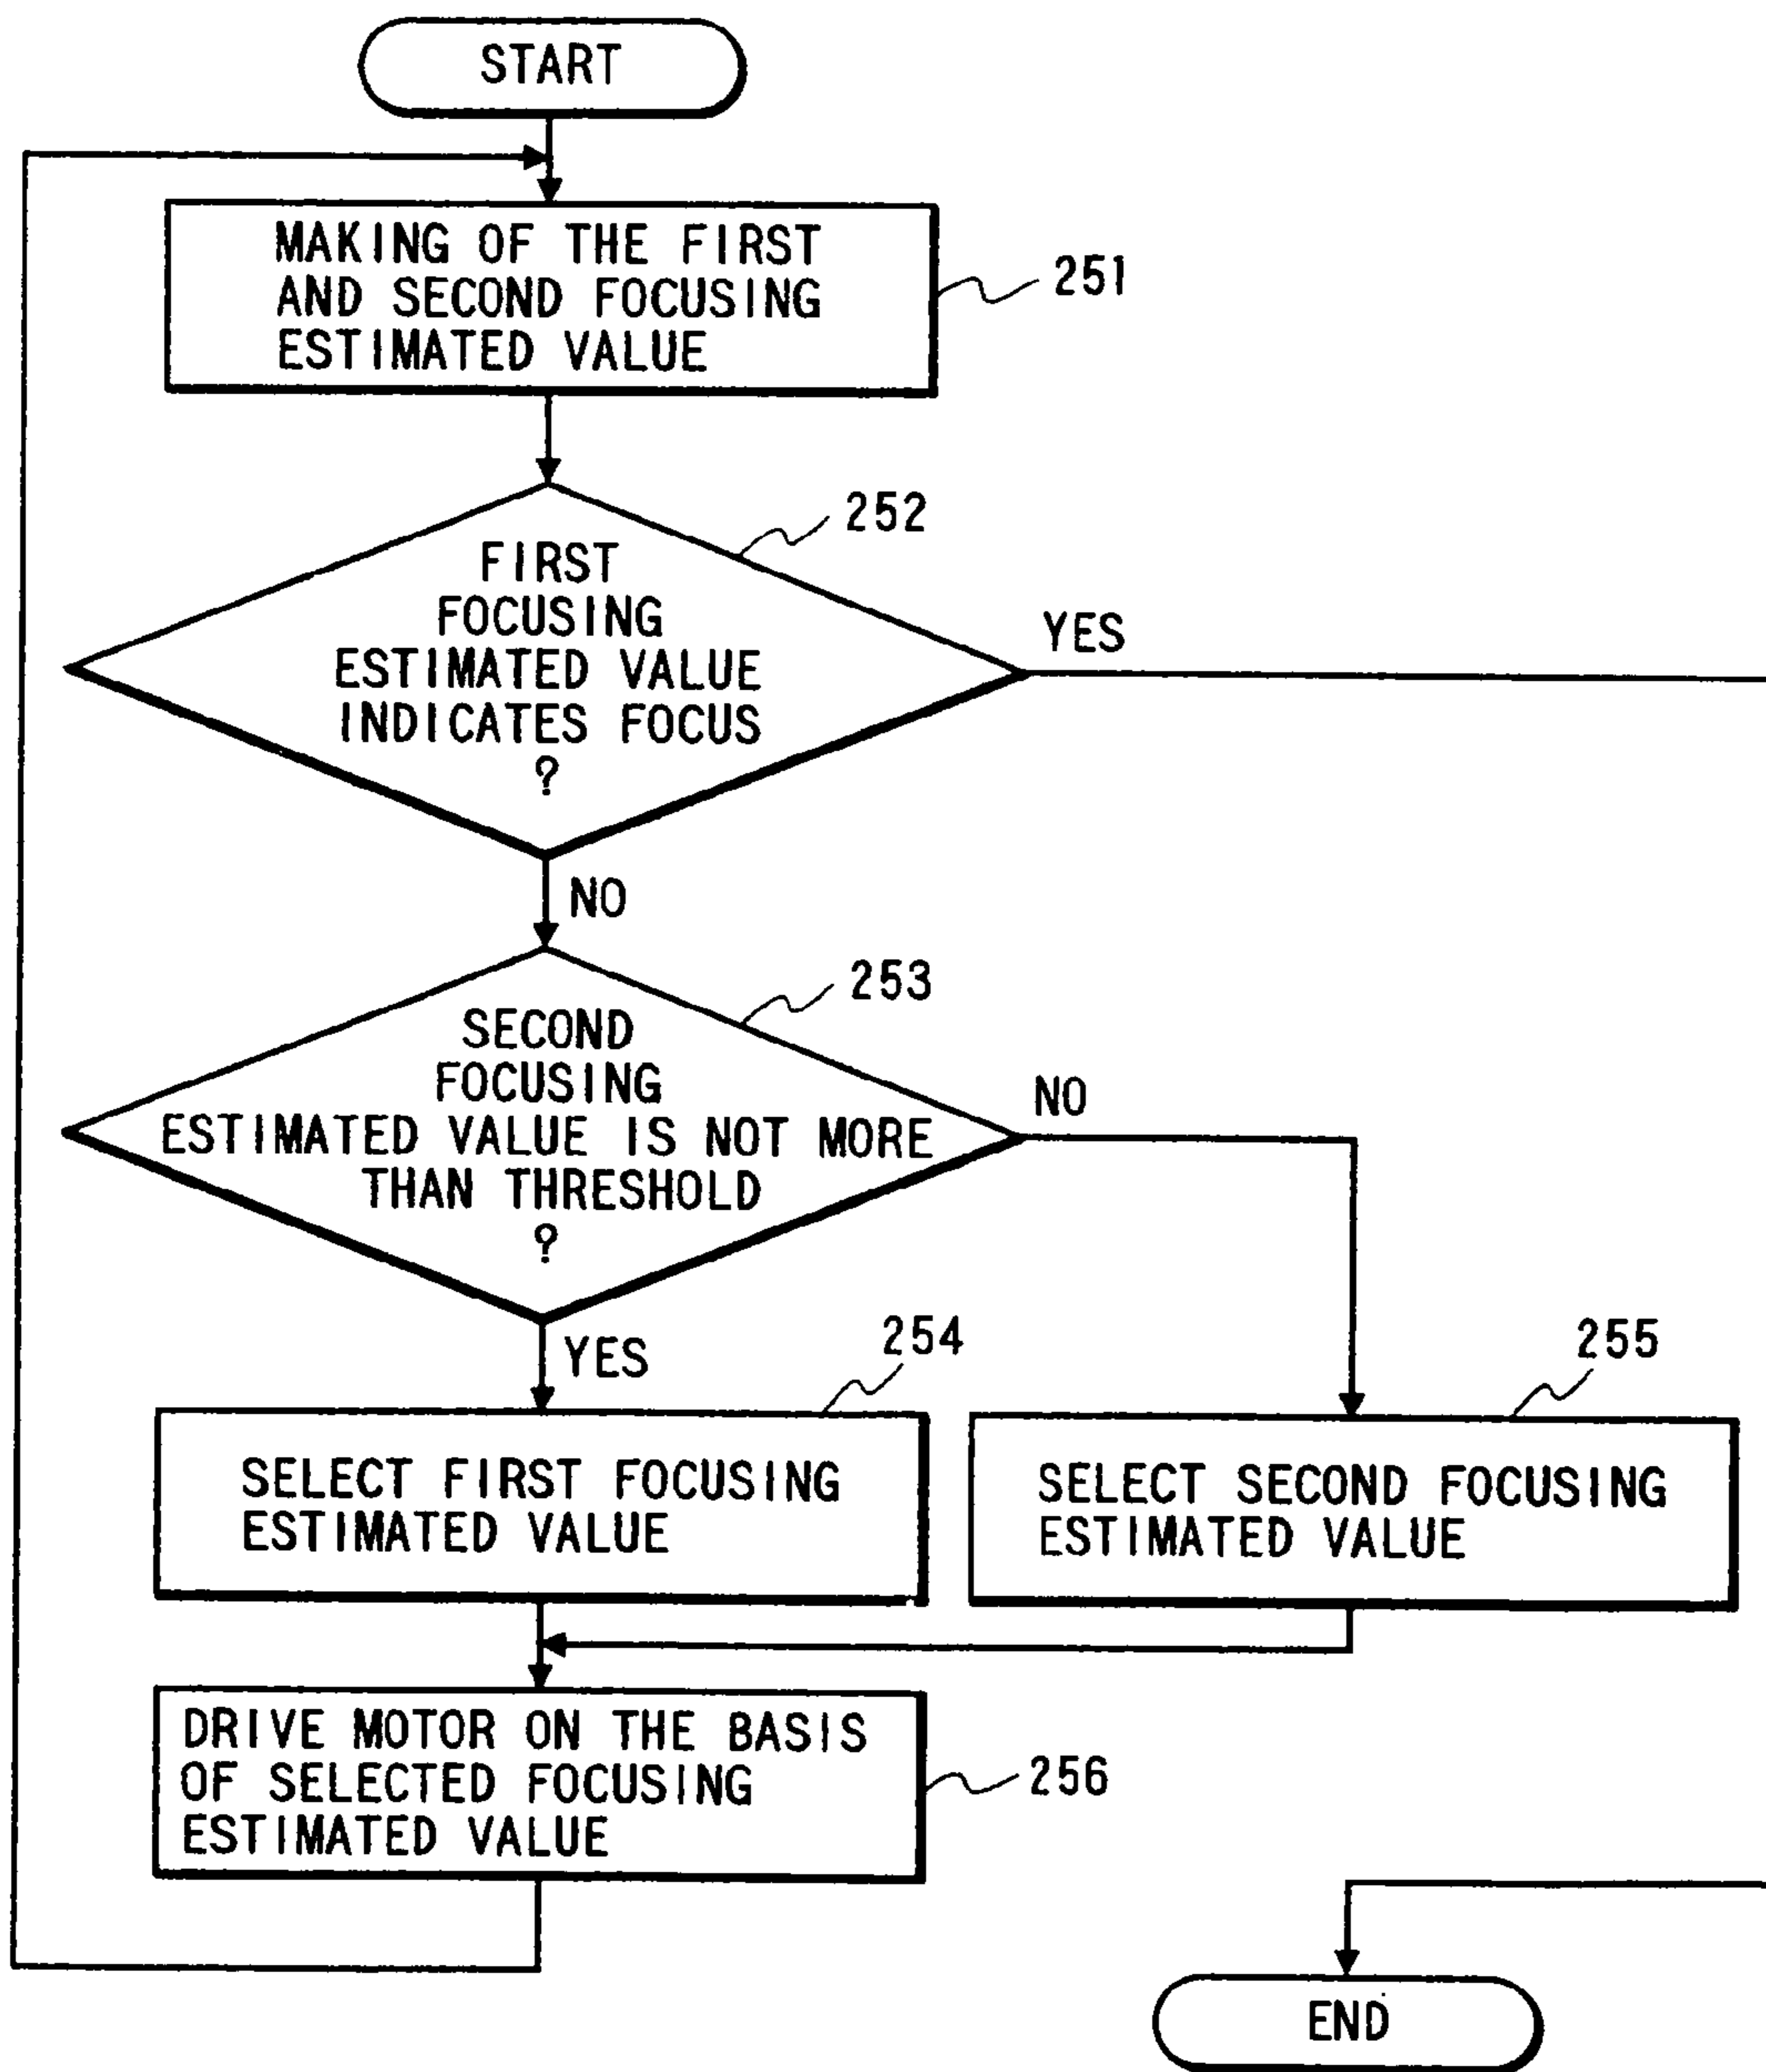 START
MAKING OF THE FIRST
AND SECOND FOCUSING
ESTIMATED VALUE
251
252
FIRST
FOCUSING
ESTIMATED VALUE
INDICATES FOCUS
?
YES
NO
253
SECOND
FOCUSING
ESTIMATED VALUE IS NOT MORE
THAN THRESHOLD
?
NO
YES
254
255
SELECT FIRST FOCUSING
ESTIMATED VALUE
SELECT SECOND FOCUSING
ESTIMATED VALUE
DRIVE MOTOR ON THE BASIS
OF SELECTED FOCUSING
ESTIMATED VALUE
256
END